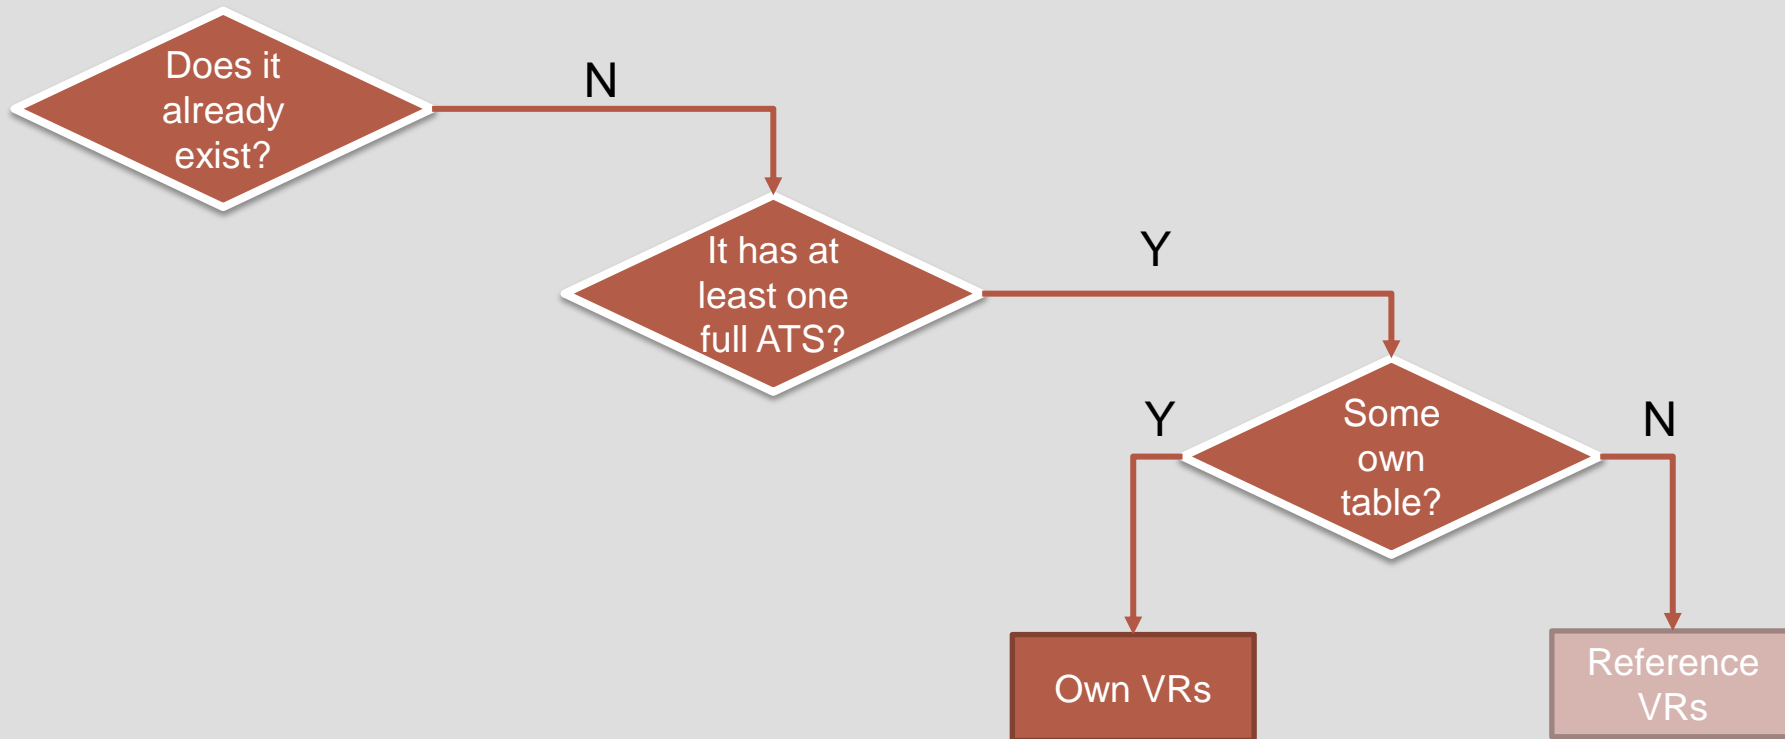 Does it
already
exist?
N
It has at
least one
full ATS?
Y
Some
own
table?
Y
N
Own VRs
Reference
VRs